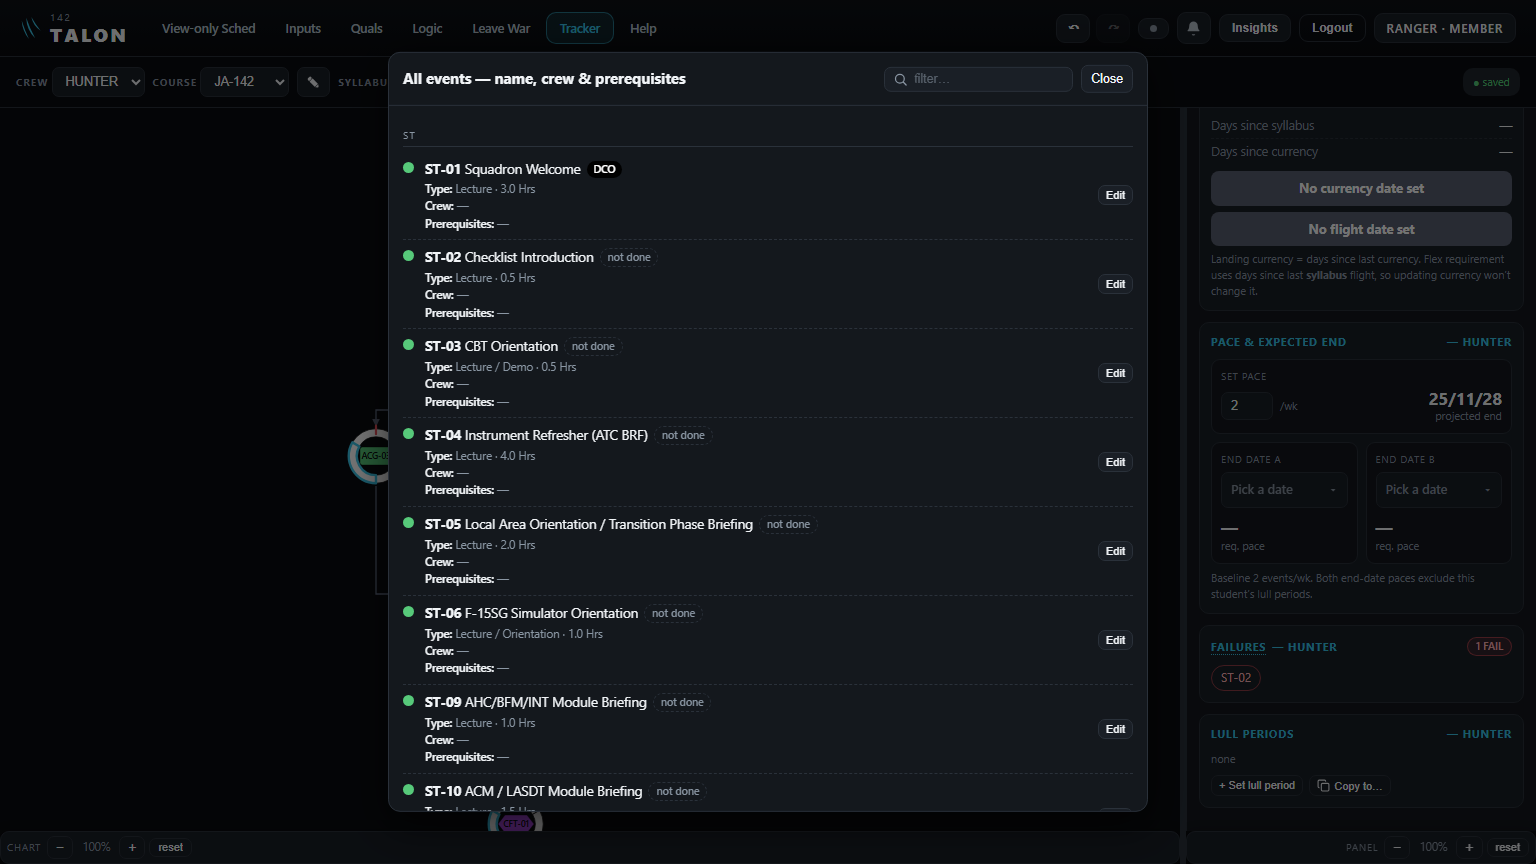 142
TALON
View-only Sched
Inputs
Quals
Logic
Leave War
Tracker
Help
Insights
Logout
RANGER · MEMBER
CREW
HUNTER
COURSE
JA-142
SYLLABU
saved
All events — name, crew & prerequisites
filter…
Close
ST
ST-01 Squadron Welcome DCO
Type: Lecture · 3.0 Hrs
Crew: —
Prerequisites: —
Edit
ST-02 Checklist Introduction not done
Type: Lecture · 0.5 Hrs
Crew: —
Prerequisites: —
Edit
ST-03 CBT Orientation not done
Type: Lecture / Demo · 0.5 Hrs
Crew: —
Prerequisites: —
Edit
ST-04 Instrument Refresher (ATC BRF) not done
Type: Lecture · 4.0 Hrs
Crew: —
Prerequisites: —
Edit
ST-05 Local Area Orientation / Transition Phase Briefing not done
Type: Lecture · 2.0 Hrs
Crew: —
Prerequisites: —
Edit
ST-06 F-15SG Simulator Orientation not done
Type: Lecture / Orientation · 1.0 Hrs
Crew: —
Prerequisites: —
Edit
ST-09 AHC/BFM/INT Module Briefing not done
Type: Lecture · 1.0 Hrs
Crew: —
Prerequisites: —
Edit
ST-10 ACM / LASDT Module Briefing not done
Type: Lecture · 1.5 Hrs
Days since syllabus —
Days since currency —
No currency date set
No flight date set
Landing currency = days since last currency. Flex requirement
uses days since last syllabus flight, so updating currency won't
change it.
PACE & EXPECTED END — HUNTER
SET PACE
2 /wk
25/11/28
projected end
END DATE A
Pick a date
—
req. pace
END DATE B
Pick a date
—
req. pace
Baseline 2 events/wk. Both end-date paces exclude this
student's lull periods.
FAILURES — HUNTER
1 FAIL
ST-02
LULL PERIODS — HUNTER
none
+ Set lull period
Copy to…
ACG-0
CFT-01
CHART − 100% + reset
PANEL − 100% + reset